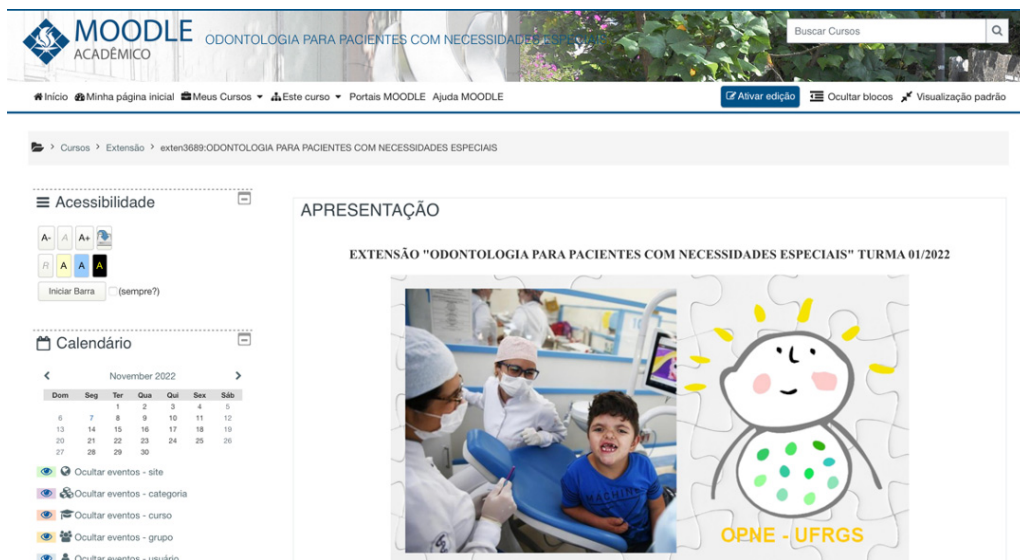 MOODLE
ACADÊMICO
ODONTOLOGIA PARA PACIENTES COM NECESSIDADES ESPECIAIS
Buscar Cursos
Início Minha página inicial Meus Cursos Este curso Portais MOODLE Ajuda MOODLE
Ativar edição Ocultar blocos Visualização padrão
Cursos > Extensão > exten3689:ODONTOLOGIA PARA PACIENTES COM NECESSIDADES ESPECIAIS
Acessibilidade
A- A A+
R A A A
Iniciar Barra (sempre?)
Calendário
November 2022
Dom Seg Ter Qua Qui Sex Sáb
1 2 3 4 5
6 7 8 9 10 11 12
13 14 15 16 17 18 19
20 21 22 23 24 25 26
27 28 29 30
Ocultar eventos - site
Ocultar eventos - categoria
Ocultar eventos - curso
Ocultar eventos - grupo
Ocultar eventos - usuário
APRESENTAÇÃO
EXTENSÃO "ODONTOLOGIA PARA PACIENTES COM NECESSIDADES ESPECIAIS" TURMA 01/2022
MACHINE
OPNE - UFRGS